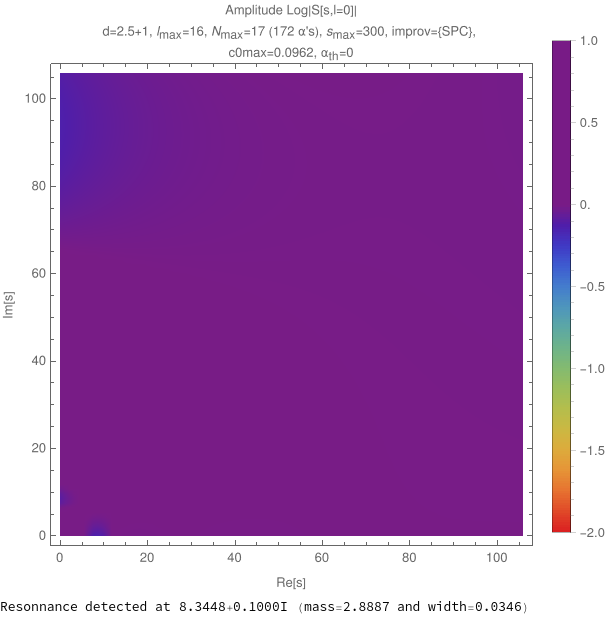 Amplitude Log|S[s,l=0]|
d=2.5+1, lmax=16, Nmax=17 (172 α's), smax=300, improv={SPC},
c0max=0.0962, αth=0
1.0
0.5
0.
−0.5
−1.0
−1.5
−2.0
Im[s]
100
80
60
40
20
0
0 20 40 60 80 100
Re[s]
Resonnance detected at 8.3448+0.1000I (mass=2.8887 and width=0.0346)